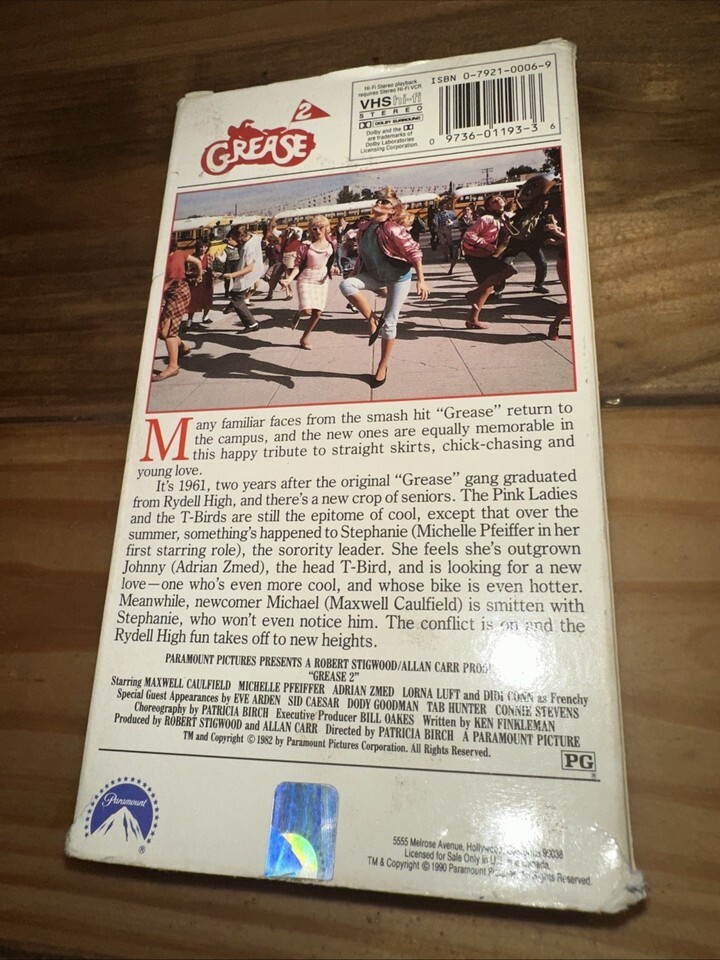 2
GREASE
Hi-Fi Stereo playback
requires Stereo Hi-Fi VCR.
VHS hi-fi
STEREO
DOLBY SURROUND
Dolby and the
are trademarks of
Dolby Laboratories
Licensing Corporation.
ISBN 0-7921-0006-9
0 9736-01193-3 6
Many familiar faces from the smash hit “Grease” return to
the campus, and the new ones are equally memorable in
this happy tribute to straight skirts, chick-chasing and
young love.
It's 1961, two years after the original “Grease” gang graduated
from Rydell High, and there's a new crop of seniors. The Pink Ladies
and the T-Birds are still the epitome of cool, except that over the
summer, something's happened to Stephanie (Michelle Pfeiffer in her
first starring role), the sorority leader. She feels she's outgrown
Johnny (Adrian Zmed), the head T-Bird, and is looking for a new
love—one who's even more cool, and whose bike is even hotter.
Meanwhile, newcomer Michael (Maxwell Caulfield) is smitten with
Stephanie, who won't even notice him. The conflict is on and the
Rydell High fun takes off to new heights.
PARAMOUNT PICTURES PRESENTS A ROBERT STIGWOOD/ALLAN CARR
“GREASE 2”
Starring MAXWELL CAULFIELD MICHELLE PFEIFFER ADRIAN ZMED LORNA LUFT and DIDI CONN as Frenchy
Special Guest Appearances by EVE ARDEN SID CAESAR DODY GOODMAN TAB HUNTER CONNIE STEVENS
Choreography by PATRICIA BIRCH Executive Producer BILL OAKES Written by KEN FINKLEMAN
Produced by ROBERT STIGWOOD and ALLAN CARR Directed by PATRICIA BIRCH A PARAMOUNT PICTURE
TM and Copyright © 1982 by Paramount Pictures Corporation. All Rights Reserved.
PG
Paramount
®
5555 Melrose Avenue, Hollywood, 90038
Licensed for Sale Only in
TM & Copyright © 1990 Paramount Rights Reserved.